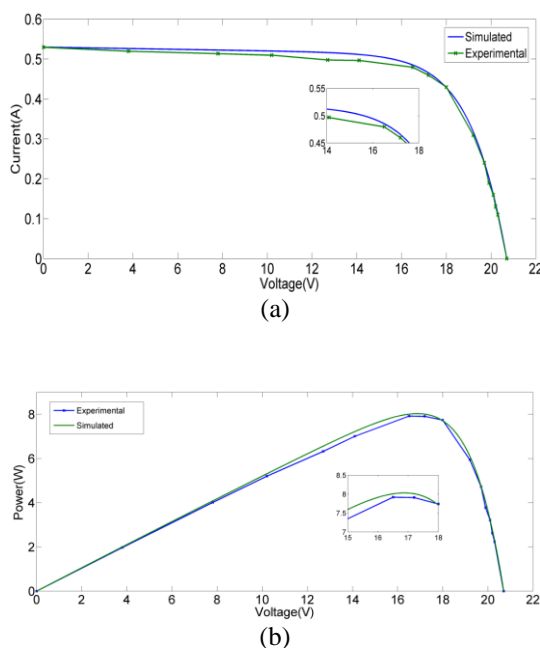 0.6
0.5
0.4
0.3
0.2
0.1
0
Current(A)
Simulated
Experimental
0.55
0.5
0.45
14 16 18
0 2 4 6 8 10 12 14 16 18 20 22
Voltage(V)
(a)
8
6
4
2
0
Power(W)
Experimental
Simulated
8.5
8
7.5
7
15 16 17 18
0 2 4 6 8 10 12 14 16 18 20 22
Voltage(V)
(b)